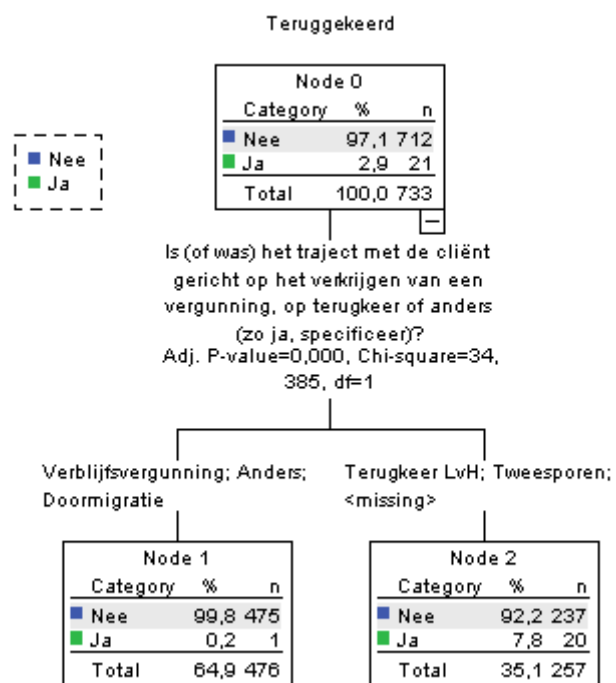 Teruggekeerd
Node 0
Category % n
Nee 97,1 712
Ja 2,9 21
Total 100,0 733
Nee
Ja
Is (of was) het traject met de cliënt
gericht op het verkrijgen van een
vergunning, op terugkeer of anders
(zo ja, specificeer)?
Adj. P-value=0,000, Chi-square=34,
385, df=1
Verblijfsvergunning; Anders;
Doormigratie
Node 1
Category % n
Nee 99,8 475
Ja 0,2 1
Total 64,9 476
Terugkeer LvH; Tweesporen;
<missing>
Node 2
Category % n
Nee 92,2 237
Ja 7,8 20
Total 35,1 257